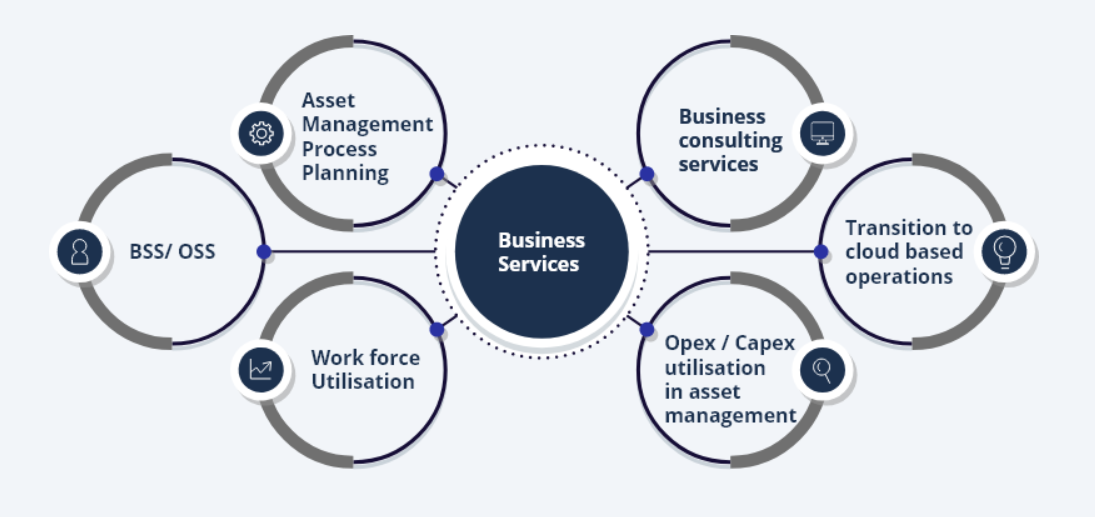 Asset
Management
Process
Planning
Business
consulting
services
BSS/ OSS
Business
Services
Transition to
cloud based
operations
Work force
Utilisation
Opex / Capex
utilisation
in asset
management